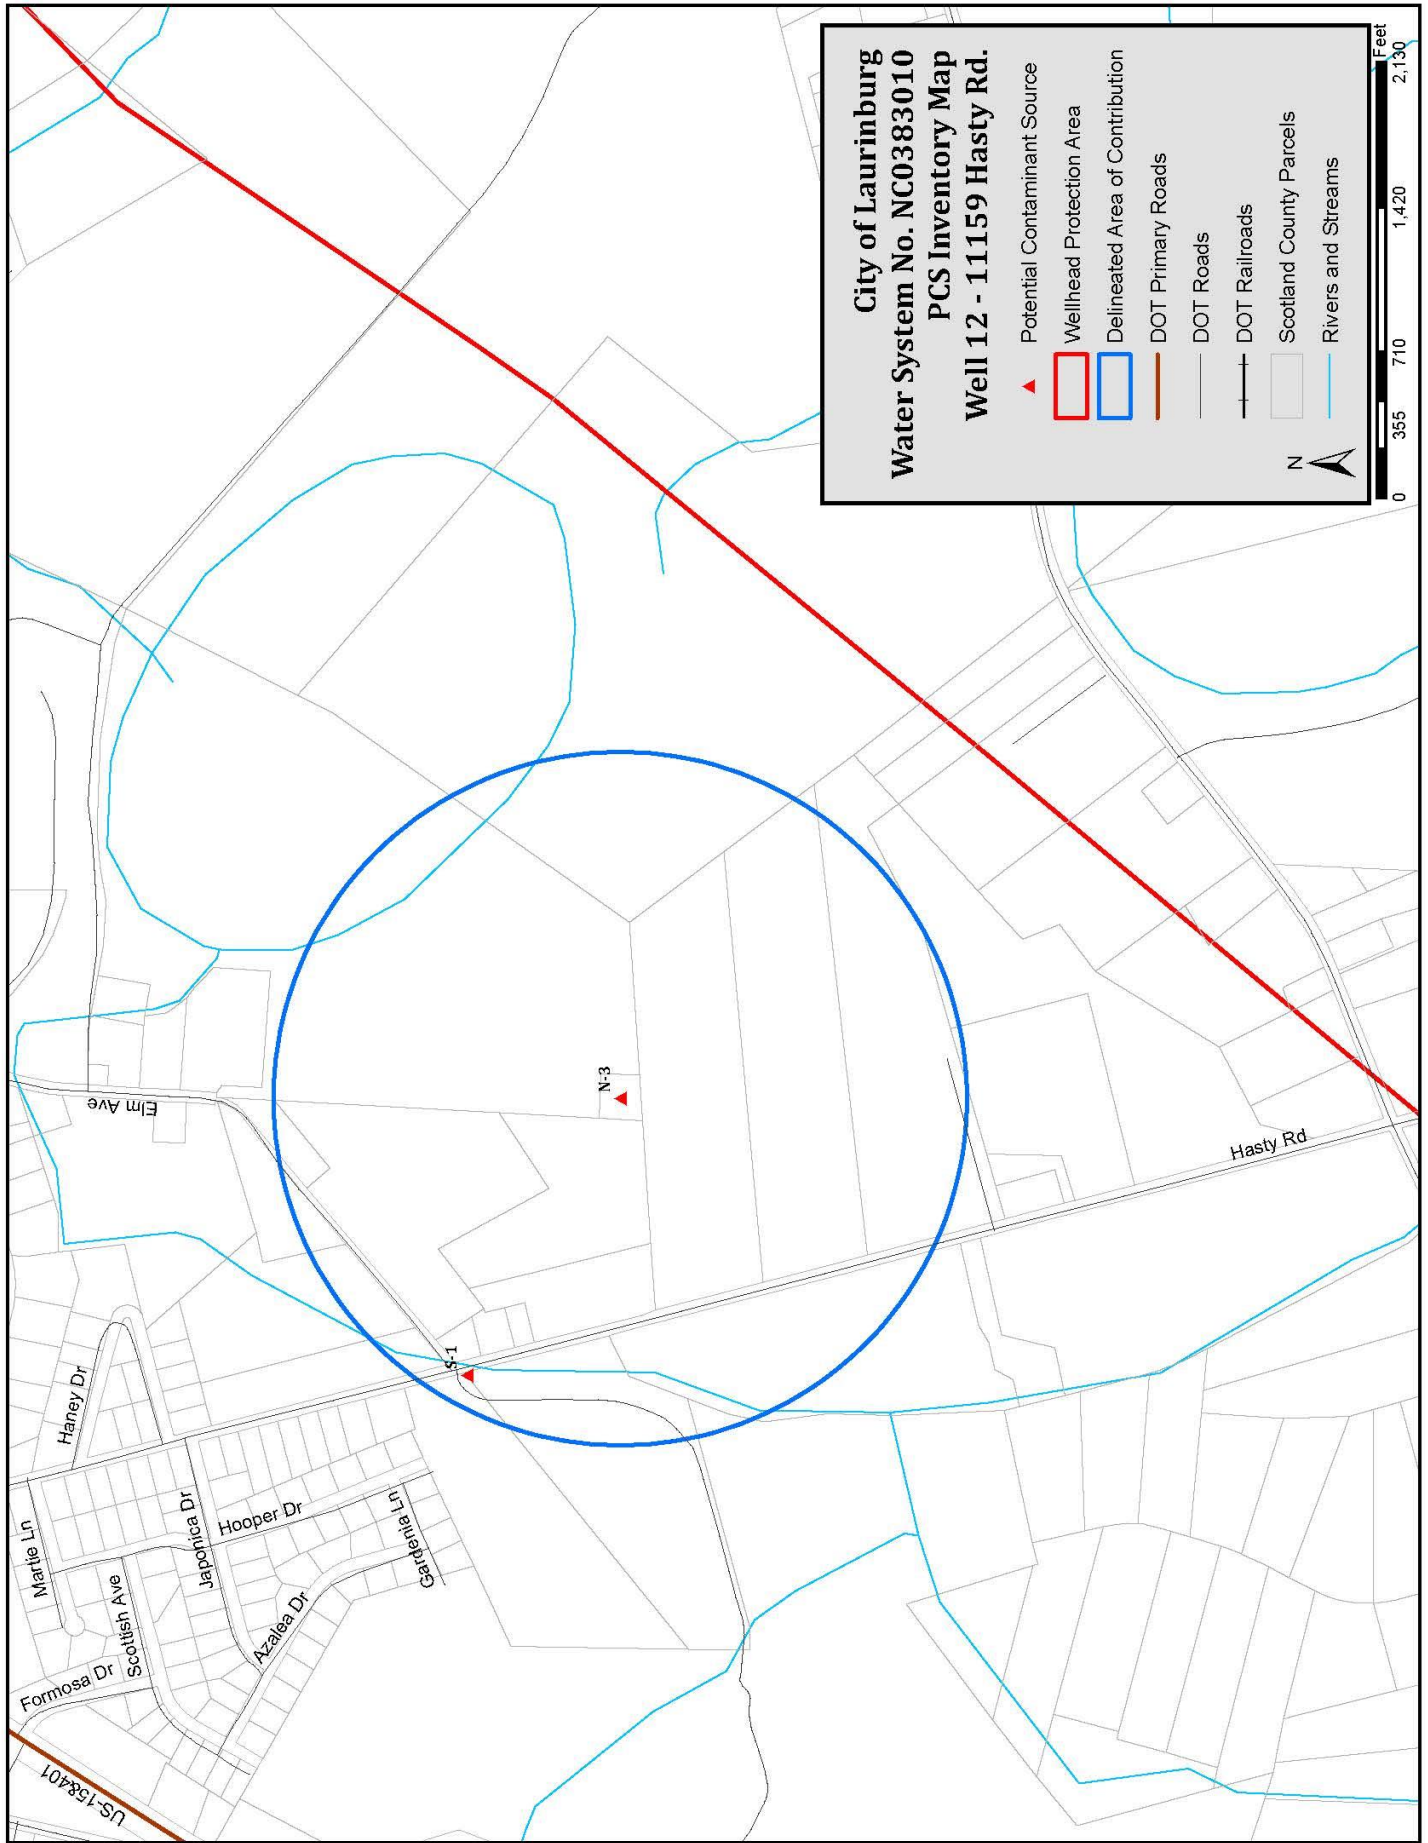 City of Laurinburg
Water System No. NC0383010
PCS Inventory Map
Well 12 - 11159 Hasty Rd.
Potential Contaminant Source
Wellhead Protection Area
Delineated Area of Contribution
DOT Primary Roads
DOT Roads
DOT Railroads
Scotland County Parcels
Rivers and Streams
N
0 355 710 1,420 2,130
Feet
US-15&401
Formosa Dr
Martie Ln
Scottish Ave
Haney Dr
Japonica Dr
Hooper Dr
Azalea Dr
Gardenia Ln
Elm Ave
S-1
N-3
Hasty Rd